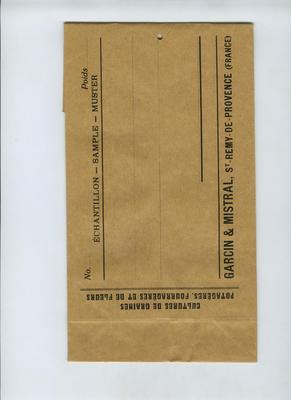 CULTURES DE GRAINES
POTAGÈRES, FOURRAGÈRES ET DE FLEURS
GARCIN & MISTRAL, ST-REMY-DE-PROVENCE (FRANCE)
ÉCHANTILLON — SAMPLE — MUSTER
No. Poids